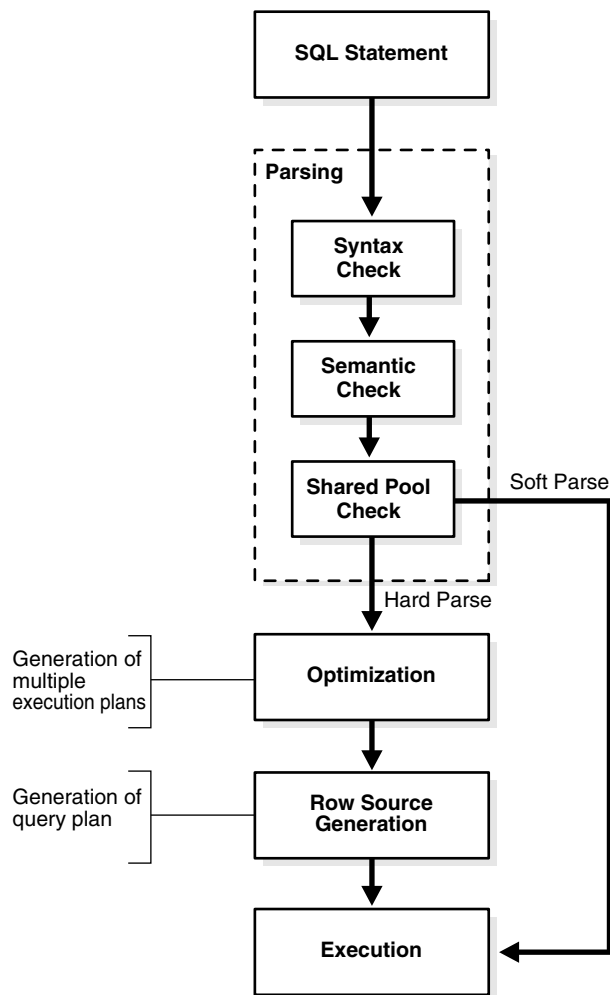 SQL Statement
Parsing
Syntax
Check
Semantic
Check
Shared Pool
Check
Soft Parse
Hard Parse
Generation of
multiple
execution plans
Optimization
Generation of
query plan
Row Source
Generation
Execution